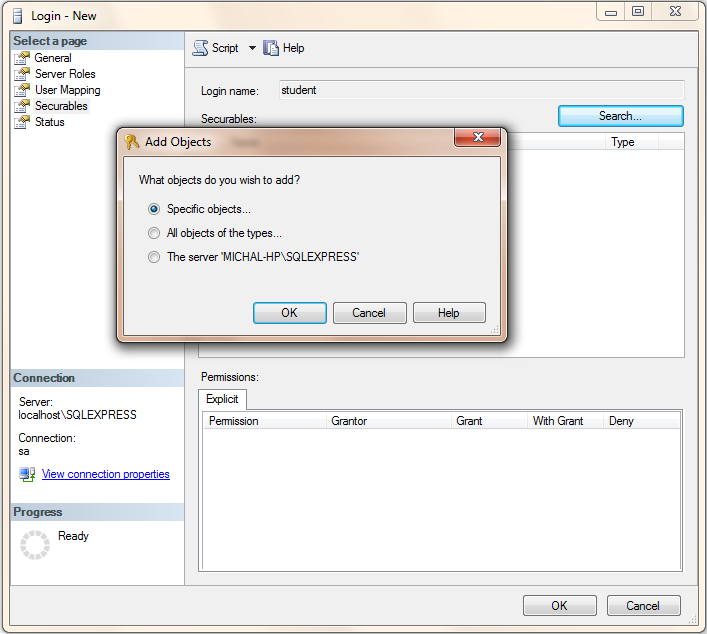 Login - New
Select a page
General
Server Roles
User Mapping
Securables
Status
Script
Help
Login name:
student
Securables:
Search...
Type
Add Objects
What objects do you wish to add?
Specific objects...
All objects of the types...
The server 'MICHAL-HP\SQLEXPRESS'
OK
Cancel
Help
Permissions:
Explicit
Permission
Grantor
Grant
With Grant
Deny
Connection
Server:
localhost\SQLEXPRESS
Connection:
sa
View connection properties
Progress
Ready
OK
Cancel